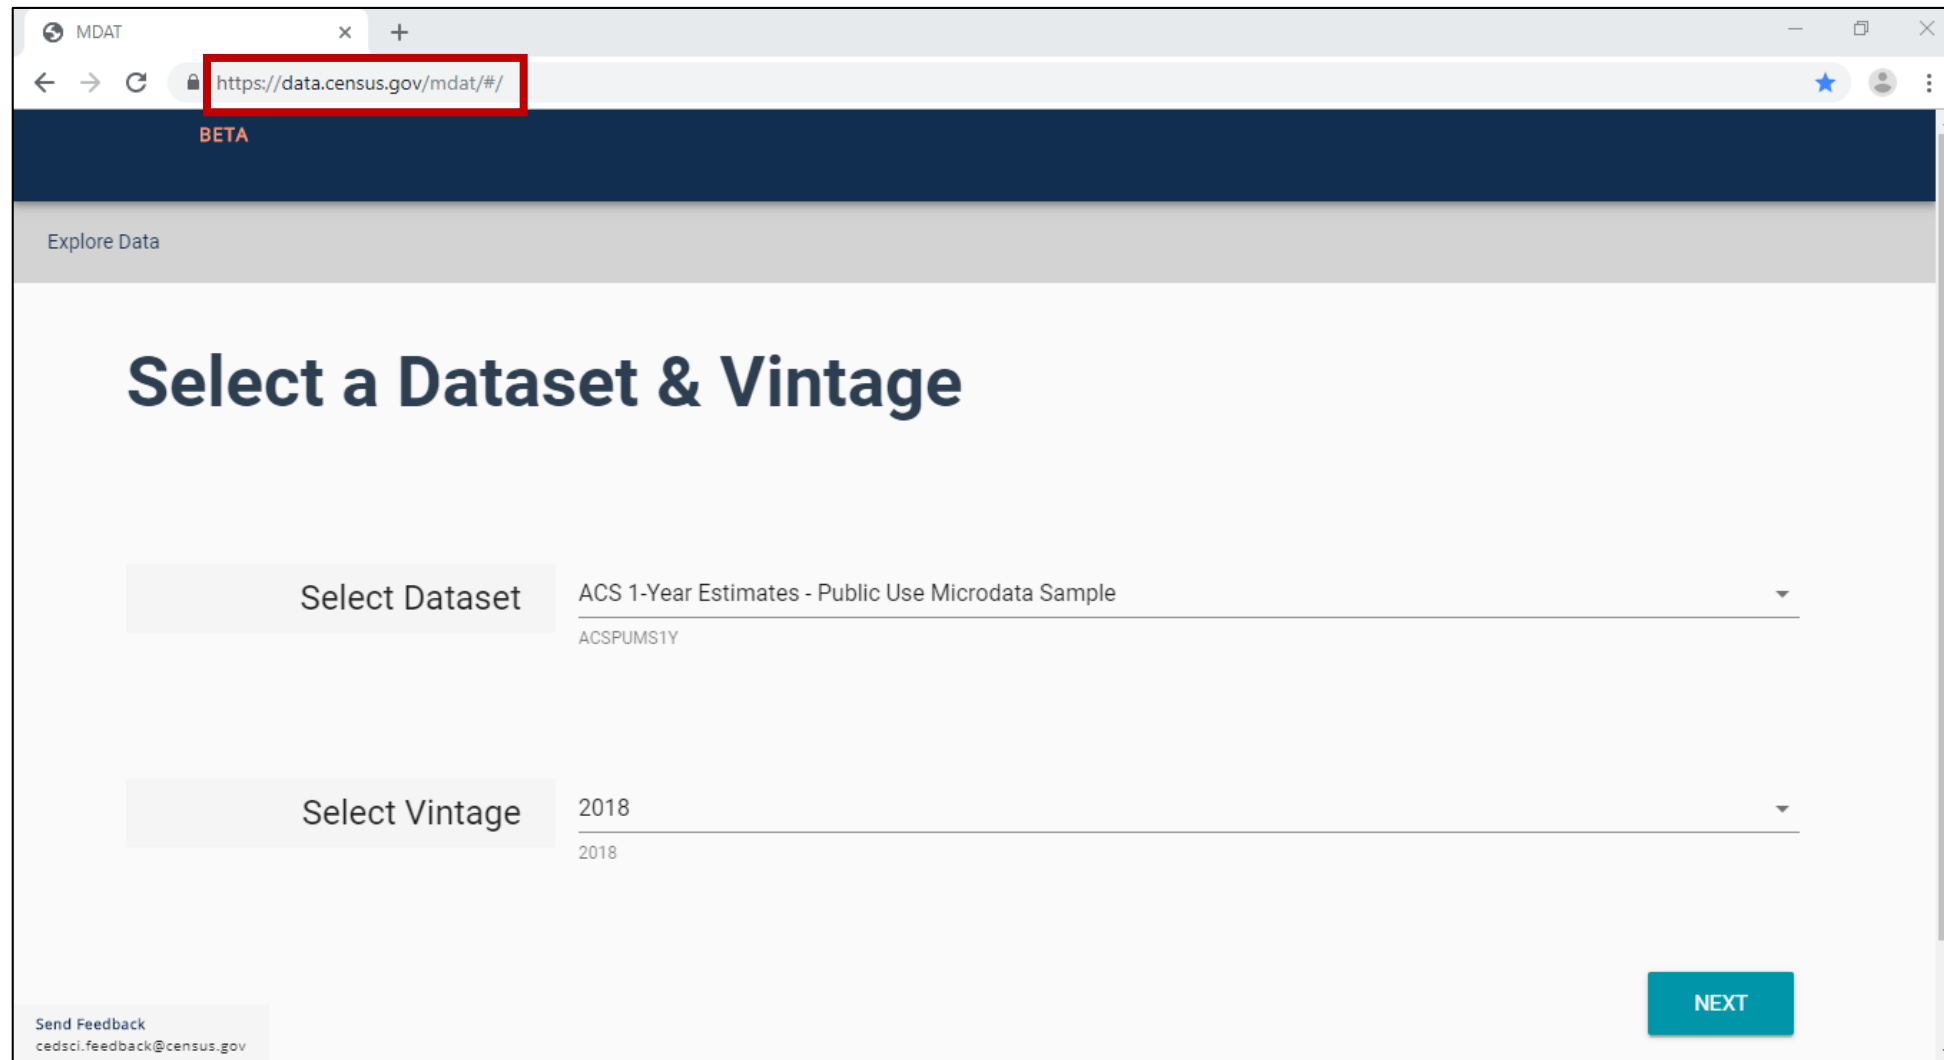 MDAT
https://data.census.gov/mdat/#/
BETA
Explore Data
Select a Dataset & Vintage
Select Dataset
ACS 1-Year Estimates - Public Use Microdata Sample
ACSPUMS1Y
Select Vintage
2018
2018
NEXT
Send Feedback
cedsci.feedback@census.gov